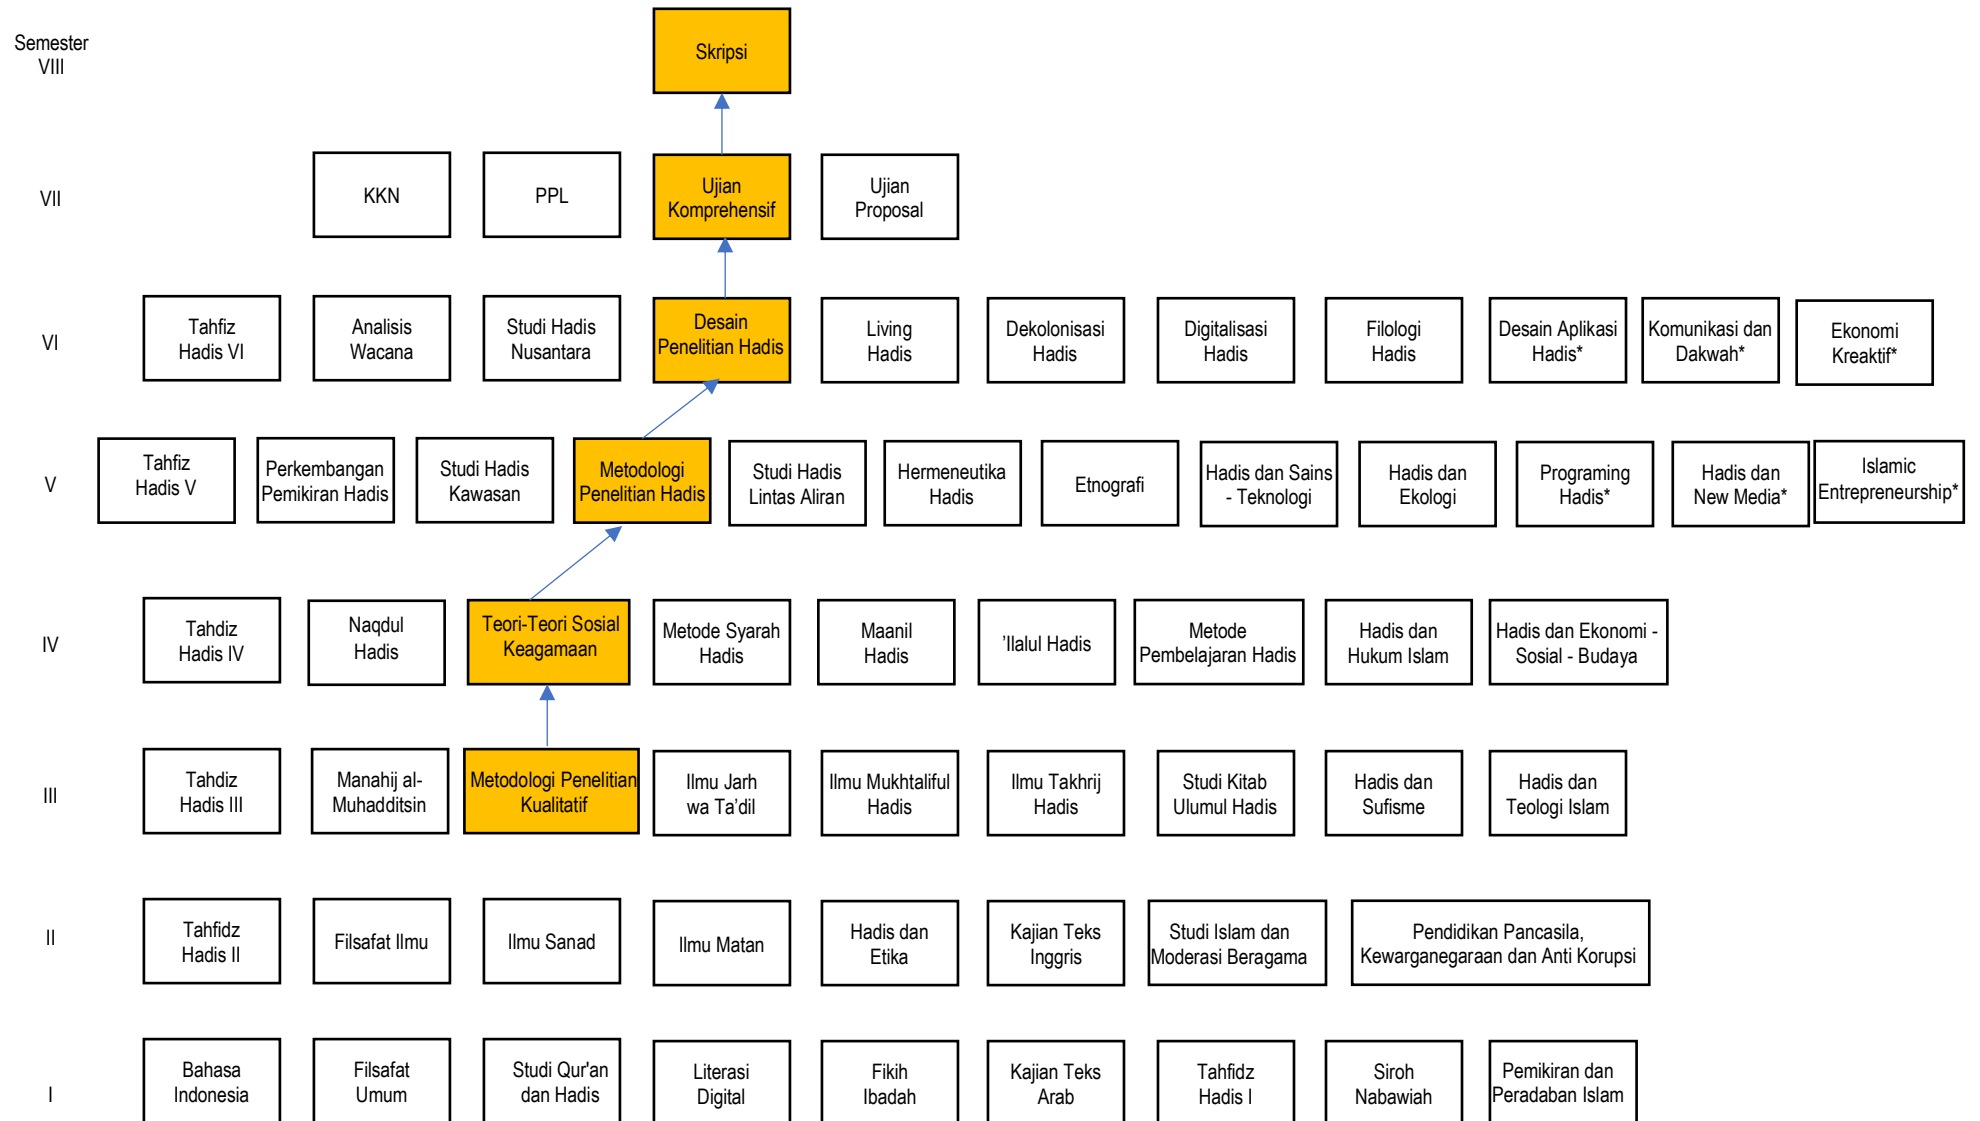 Semester
VIII
Skripsi
VII
KKN
PPL
Ujian
Komprehensif
Ujian
Proposal
VI
Tahfiz
Hadis VI
Analisis
Wacana
Studi Hadis
Nusantara
Desain
Penelitian Hadis
Living
Hadis
Dekolonisasi
Hadis
Digitalisasi
Hadis
Filologi
Hadis
Desain Aplikasi
Hadis*
Komunikasi dan
Dakwah*
Ekonomi
Kreaktif*
V
Tahfiz
Hadis V
Perkembangan
Pemikiran Hadis
Studi Hadis
Kawasan
Metodologi
Penelitian Hadis
Studi Hadis
Lintas Aliran
Hermeneutika
Hadis
Etnografi
Hadis dan Sains
- Teknologi
Hadis dan
Ekologi
Programing
Hadis*
Hadis dan
New Media*
Islamic
Entrepreneurship*
IV
Tahdiz
Hadis IV
Naqdul
Hadis
Teori-Teori Sosial
Keagamaan
Metode Syarah
Hadis
Maanil
Hadis
’Ilalul Hadis
Metode
Pembelajaran Hadis
Hadis dan
Hukum Islam
Hadis dan Ekonomi -
Sosial - Budaya
III
Tahdiz
Hadis III
Manahij al-
Muhadditsin
Metodologi Penelitian
Kualitatif
Ilmu Jarh
wa Ta’dil
Ilmu Mukhtaliful
Hadis
Ilmu Takhrij
Hadis
Studi Kitab
Ulumul Hadis
Hadis dan
Sufisme
Hadis dan
Teologi Islam
II
Tahfidz
Hadis II
Filsafat Ilmu
Ilmu Sanad
Ilmu Matan
Hadis dan
Etika
Kajian Teks
Inggris
Studi Islam dan
Moderasi Beragama
Pendidikan Pancasila,
Kewarganegaraan dan Anti Korupsi
I
Bahasa
Indonesia
Filsafat
Umum
Studi Qur'an
dan Hadis
Literasi
Digital
Fikih
Ibadah
Kajian Teks
Arab
Tahfidz
Hadis I
Siroh
Nabawiah
Pemikiran dan
Peradaban Islam